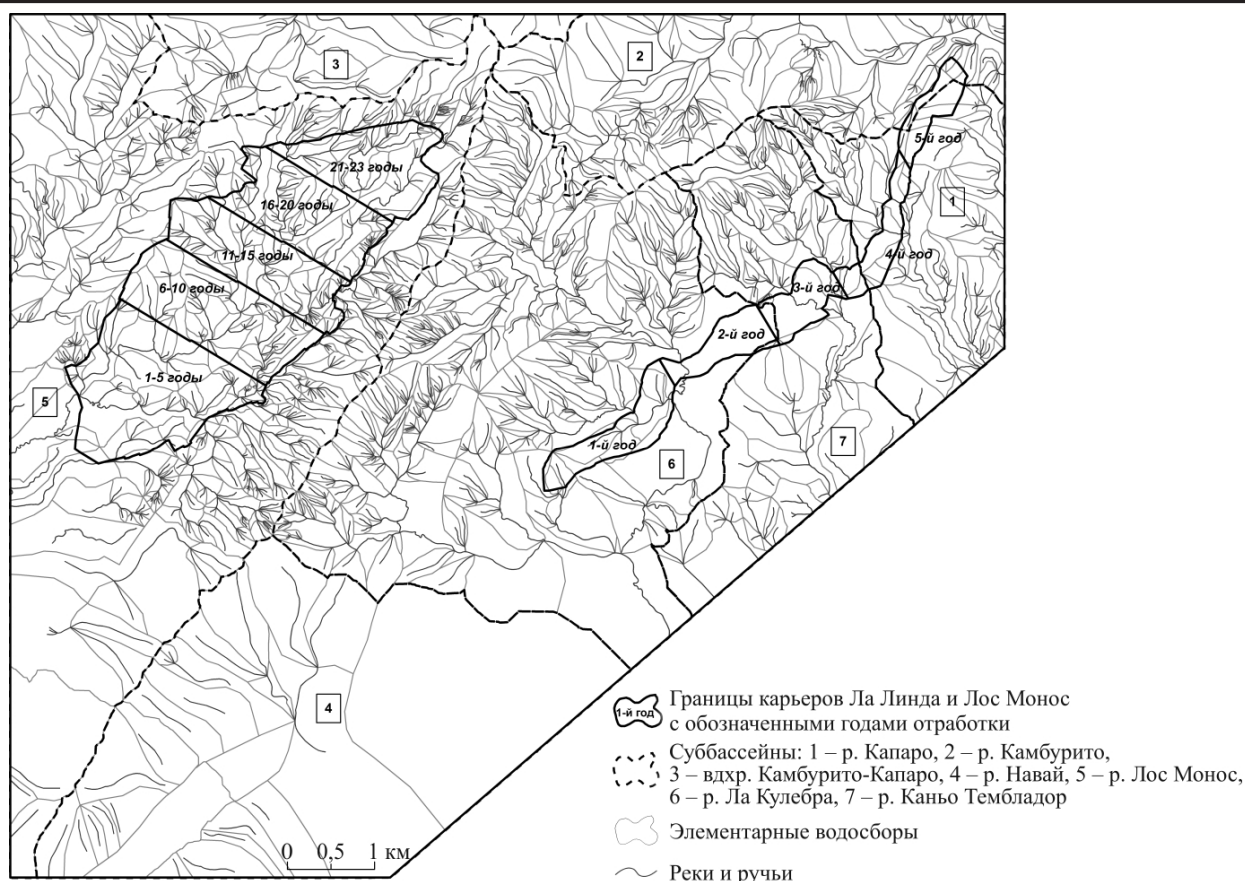 3
2
5-й год
21-23 годы
1
16-20 годы
11-15 годы
4-й год
6-10 годы
3-й год
2-й год
1-5 годы
5
1-й год
7
6
4
Границы карьеров Ла Линда и Лос Монос
1-й год
с обозначенными годами отработки
Суббассейны: 1 – р. Капаро, 2 – р. Камбурито,
3 – вдхр. Камбурито-Капаро, 4 – р. Навай, 5 – р. Лос Монос,
6 – р. Ла Кулебра, 7 – р. Каньо Тембладор
Элементарные водосборы
0 0,5 1 км
Реки и ручьи